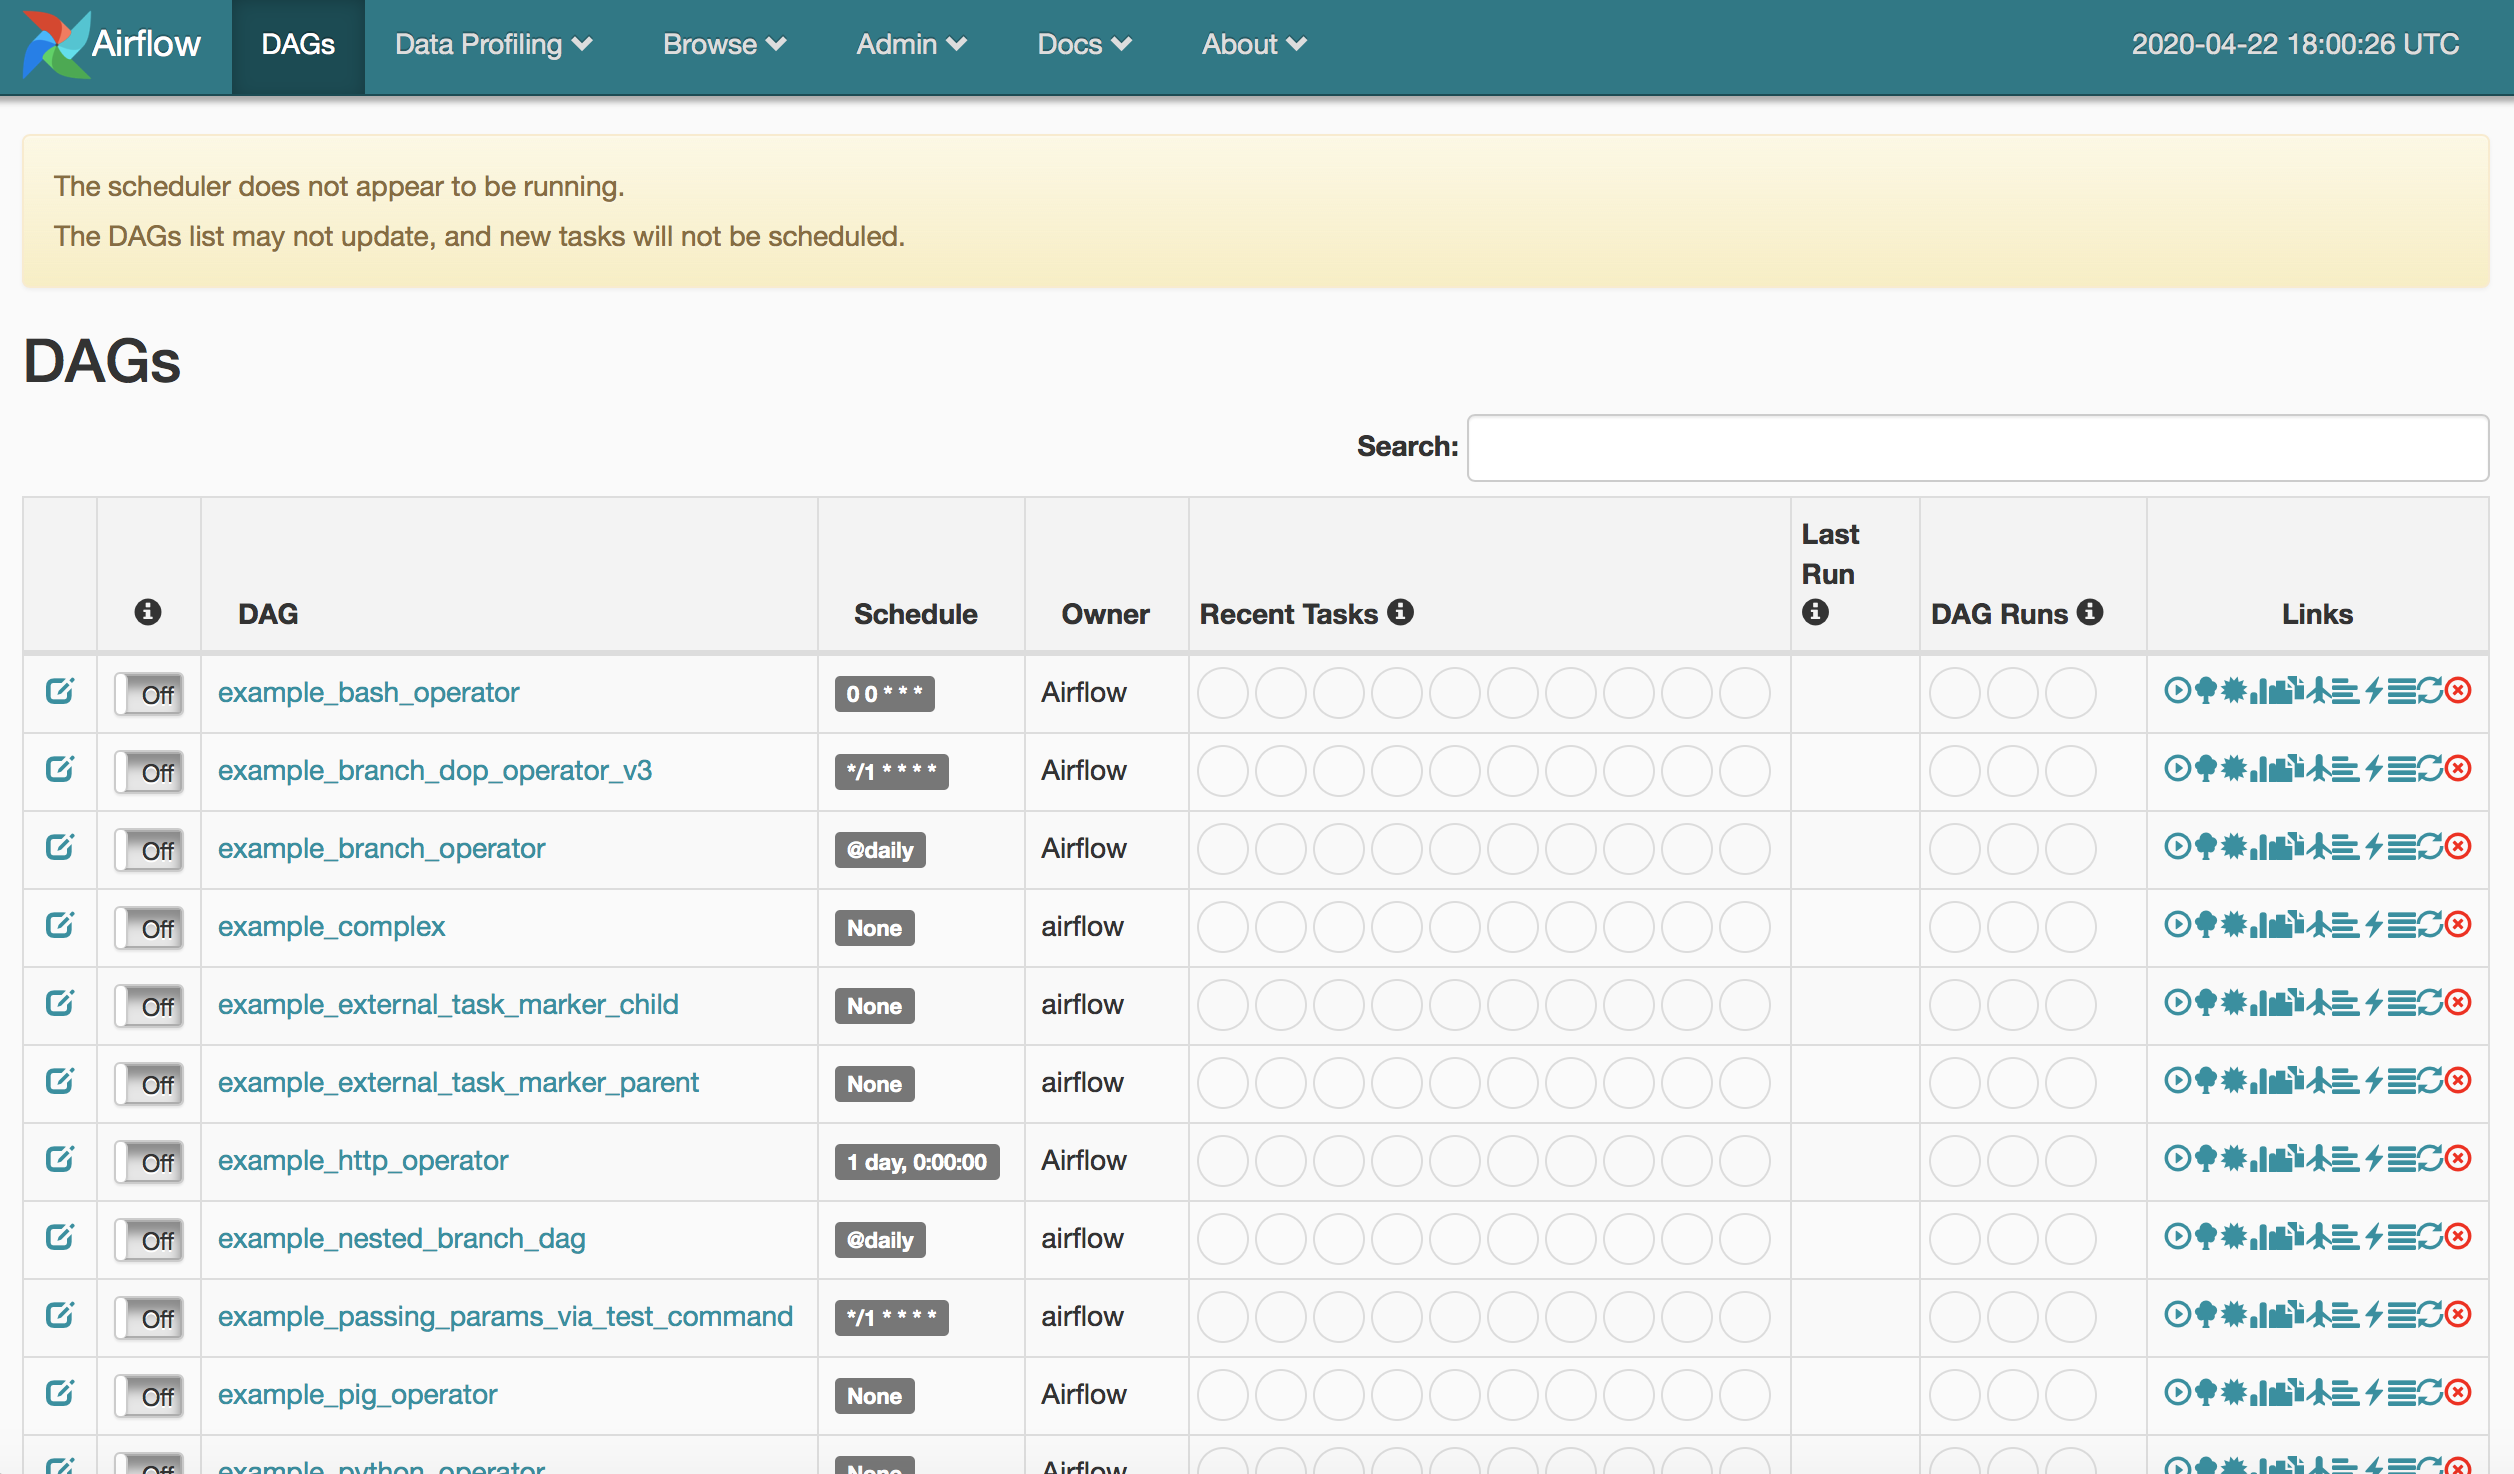 Airflow DAGs Data Profiling Browse Admin Docs About 2020-04-22 18:00:26 UTC
The scheduler does not appear to be running.
The DAGs list may not update, and new tasks will not be scheduled.
DAGs
Search:
DAG Schedule Owner Recent Tasks Last Run DAG Runs Links
Off example_bash_operator 0 0 * * * Airflow
Off example_branch_dop_operator_v3 */1 * * * * Airflow
Off example_branch_operator @daily Airflow
Off example_complex None airflow
Off example_external_task_marker_child None airflow
Off example_external_task_marker_parent None airflow
Off example_http_operator 1 day, 0:00:00 Airflow
Off example_nested_branch_dag @daily airflow
Off example_passing_params_via_test_command */1 * * * * airflow
Off example_pig_operator None Airflow
Off example_python_operator None Airflow